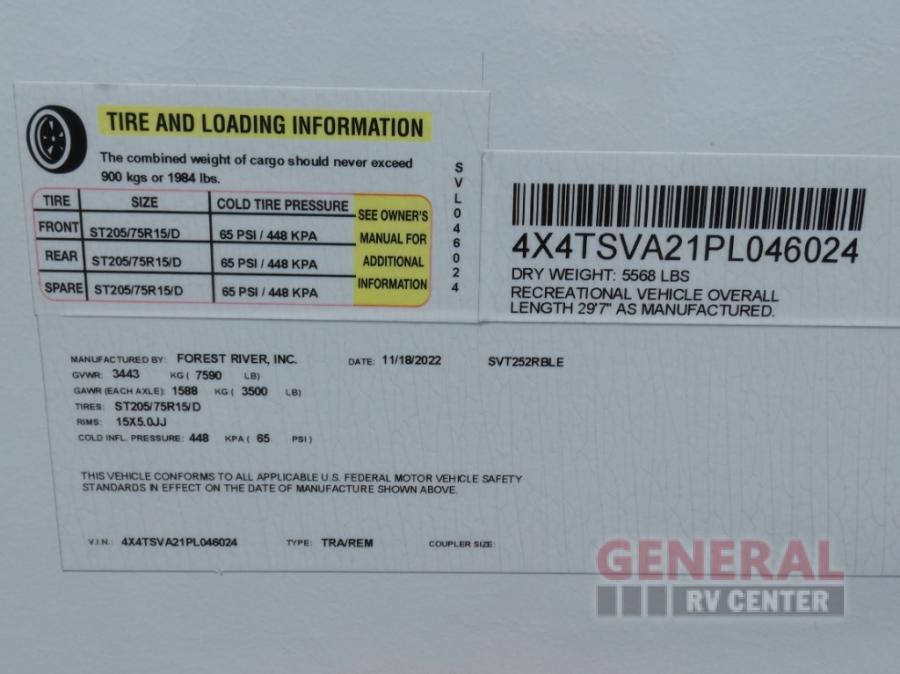 TIRE AND LOADING INFORMATION
The combined weight of cargo should never exceed
900 kgs or 1984 lbs.
TIRE SIZE COLD TIRE PRESSURE
FRONT ST205/75R15/D 65 PSI / 448 KPA
REAR ST205/75R15/D 65 PSI / 448 KPA
SPARE ST205/75R15/D 65 PSI / 448 KPA
SEE OWNER'S
MANUAL FOR
ADDITIONAL
INFORMATION
SVL046024
4X4TSVA21PL046024
DRY WEIGHT: 5568 LBS
RECREATIONAL VEHICLE OVERALL
LENGTH 29'7" AS MANUFACTURED.
MANUFACTURED BY: FOREST RIVER, INC. DATE: 11/18/2022 SVT252RBLE
GVWR: 3443 KG ( 7590 LB)
GAWR (EACH AXLE): 1588 KG ( 3500 LB)
TIRES: ST205/75R15/D
RIMS: 15X5.0JJ
COLD INFL. PRESSURE: 448 KPA ( 65 PSI )
THIS VEHICLE CONFORMS TO ALL APPLICABLE U.S. FEDERAL MOTOR VEHICLE SAFETY
STANDARDS IN EFFECT ON THE DATE OF MANUFACTURE SHOWN ABOVE.
V.I.N.: 4X4TSVA21PL046024 TYPE: TRA/REM COUPLER SIZE:
GENERAL
RV CENTER